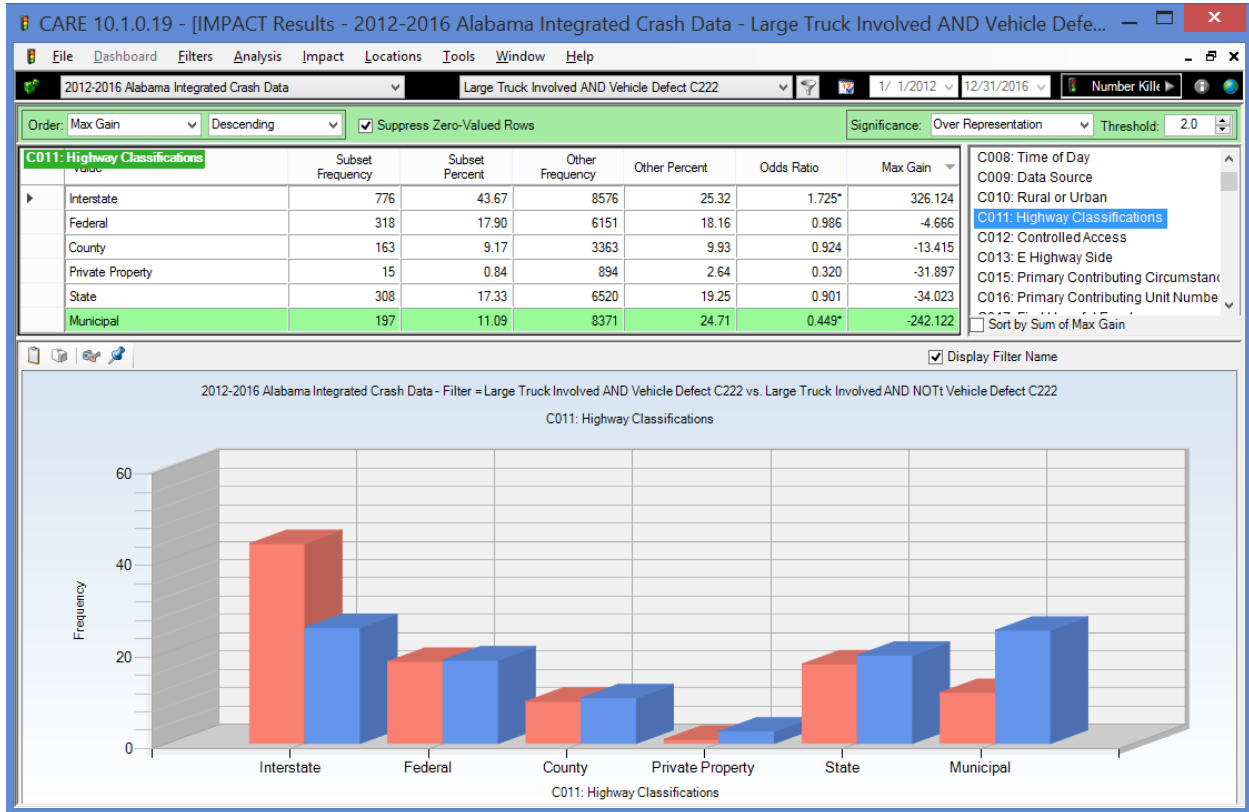 CARE 10.1.0.19 - [IMPACT Results - 2012-2016 Alabama Integrated Crash Data - Large Truck Involved AND Vehicle Defe...
File Dashboard Filters Analysis Impact Locations Tools Window Help
2012-2016 Alabama Integrated Crash Data Large Truck Involved AND Vehicle Defect C222 1/ 1/2012 12/31/2016 Number Kille
Order: Max Gain Descending Suppress Zero-Valued Rows Significance: Over Representation Threshold: 2.0
C011: Highway Classifications Subset Frequency Subset Percent Other Frequency Other Percent Odds Ratio Max Gain
Interstate 776 43.67 8576 25.32 1.725* 326.124
Federal 318 17.90 6151 18.16 0.986 -4.666
County 163 9.17 3363 9.93 0.924 -13.415
Private Property 15 0.84 894 2.64 0.320 -31.897
State 308 17.33 6520 19.25 0.901 -34.023
Municipal 197 11.09 8371 24.71 0.449* -242.122
C008: Time of Day
C009: Data Source
C010: Rural or Urban
C011: Highway Classifications
C012: Controlled Access
C013: E Highway Side
C015: Primary Contributing Circumstanc
C016: Primary Contributing Unit Numbe
Sort by Sum of Max Gain
Display Filter Name
2012-2016 Alabama Integrated Crash Data - Filter = Large Truck Involved AND Vehicle Defect C222 vs. Large Truck Involved AND NOTt Vehicle Defect C222
C011: Highway Classifications
Frequency
60
40
20
0
Interstate Federal County Private Property State Municipal
C011: Highway Classifications